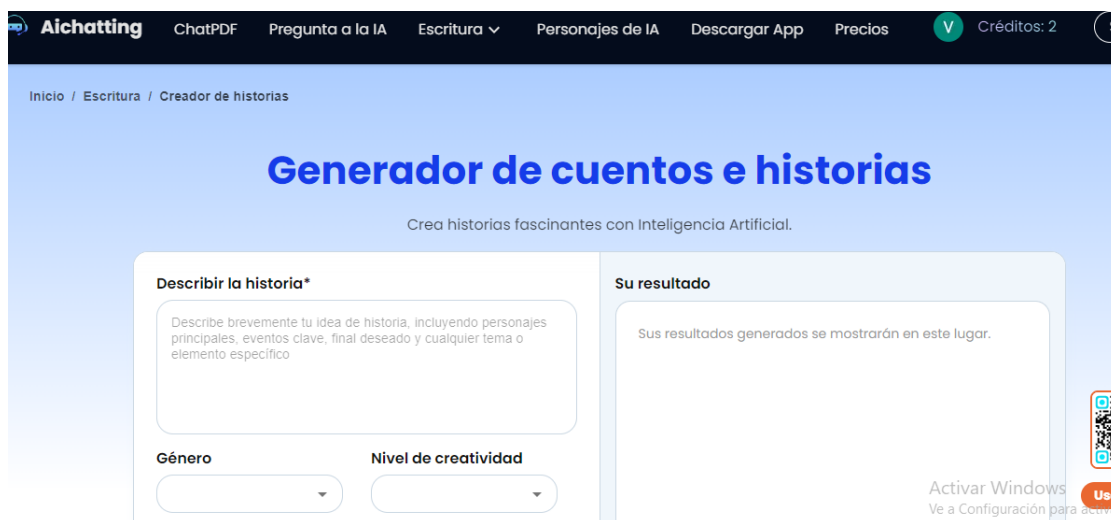 Aichatting ChatPDF Pregunta a la IA Escritura Personajes de IA Descargar App Precios V Créditos: 2
Inicio / Escritura / Creador de historias
Generador de cuentos e historias
Crea historias fascinantes con Inteligencia Artificial.
Describir la historia*
Describe brevemente tu idea de historia, incluyendo personajes
principales, eventos clave, final deseado y cualquier tema o
elemento específico
Género Nivel de creatividad
Su resultado
Sus resultados generados se mostrarán en este lugar.
Activar Windows
Ve a Configuración para
Us